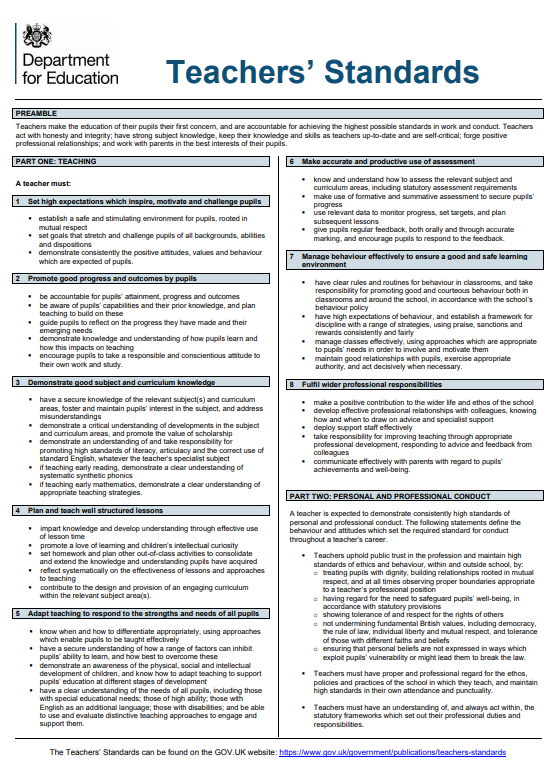 Department
for Education
Teachers’ Standards
PREAMBLE
Teachers make the education of their pupils their first concern, and are accountable for achieving the highest possible standards in work and conduct. Teachers
act with honesty and integrity; have strong subject knowledge, keep their knowledge and skills as teachers up-to-date and are self-critical; forge positive
professional relationships; and work with parents in the best interests of their pupils.
PART ONE: TEACHING
A teacher must:
1 Set high expectations which inspire, motivate and challenge pupils
▪ establish a safe and stimulating environment for pupils, rooted in
mutual respect
▪ set goals that stretch and challenge pupils of all backgrounds, abilities
and dispositions
▪ demonstrate consistently the positive attitudes, values and behaviour
which are expected of pupils.
2 Promote good progress and outcomes by pupils
▪ be accountable for pupils’ attainment, progress and outcomes
▪ be aware of pupils’ capabilities and their prior knowledge, and plan
teaching to build on these
▪ guide pupils to reflect on the progress they have made and their
emerging needs
▪ demonstrate knowledge and understanding of how pupils learn and
how this impacts on teaching
▪ encourage pupils to take a responsible and conscientious attitude to
their own work and study.
3 Demonstrate good subject and curriculum knowledge
▪ have a secure knowledge of the relevant subject(s) and curriculum
areas, foster and maintain pupils’ interest in the subject, and address
misunderstandings
▪ demonstrate a critical understanding of developments in the subject
and curriculum areas, and promote the value of scholarship
▪ demonstrate an understanding of and take responsibility for
promoting high standards of literacy, articulacy and the correct use of
standard English, whatever the teacher’s specialist subject
▪ if teaching early reading, demonstrate a clear understanding of
systematic synthetic phonics
▪ if teaching early mathematics, demonstrate a clear understanding of
appropriate teaching strategies.
4 Plan and teach well structured lessons
▪ impart knowledge and develop understanding through effective use
of lesson time
▪ promote a love of learning and children’s intellectual curiosity
▪ set homework and plan other out-of-class activities to consolidate
and extend the knowledge and understanding pupils have acquired
▪ reflect systematically on the effectiveness of lessons and approaches
to teaching
▪ contribute to the design and provision of an engaging curriculum
within the relevant subject area(s).
5 Adapt teaching to respond to the strengths and needs of all pupils
▪ know when and how to differentiate appropriately, using approaches
which enable pupils to be taught effectively
▪ have a secure understanding of how a range of factors can inhibit
pupils’ ability to learn, and how best to overcome these
▪ demonstrate an awareness of the physical, social and intellectual
development of children, and know how to adapt teaching to support
pupils’ education at different stages of development
▪ have a clear understanding of the needs of all pupils, including those
with special educational needs; those of high ability; those with
English as an additional language; those with disabilities; and be able
to use and evaluate distinctive teaching approaches to engage and
support them.
6 Make accurate and productive use of assessment
▪ know and understand how to assess the relevant subject and
curriculum areas, including statutory assessment requirements
▪ make use of formative and summative assessment to secure pupils’
progress
▪ use relevant data to monitor progress, set targets, and plan
subsequent lessons
▪ give pupils regular feedback, both orally and through accurate
marking, and encourage pupils to respond to the feedback.
7 Manage behaviour effectively to ensure a good and safe learning
environment
▪ have clear rules and routines for behaviour in classrooms, and take
responsibility for promoting good and courteous behaviour both in
classrooms and around the school, in accordance with the school’s
behaviour policy
▪ have high expectations of behaviour, and establish a framework for
discipline with a range of strategies, using praise, sanctions and
rewards consistently and fairly
▪ manage classes effectively, using approaches which are appropriate
to pupils’ needs in order to involve and motivate them
▪ maintain good relationships with pupils, exercise appropriate
authority, and act decisively when necessary.
8 Fulfil wider professional responsibilities
▪ make a positive contribution to the wider life and ethos of the school
▪ develop effective professional relationships with colleagues, knowing
how and when to draw on advice and specialist support
▪ deploy support staff effectively
▪ take responsibility for improving teaching through appropriate
professional development, responding to advice and feedback from
colleagues
▪ communicate effectively with parents with regard to pupils’
achievements and well-being.
PART TWO: PERSONAL AND PROFESSIONAL CONDUCT
A teacher is expected to demonstrate consistently high standards of
personal and professional conduct. The following statements define the
behaviour and attitudes which set the required standard for conduct
throughout a teacher’s career.
▪ Teachers uphold public trust in the profession and maintain high
standards of ethics and behaviour, within and outside school, by:
o treating pupils with dignity, building relationships rooted in mutual
respect, and at all times observing proper boundaries appropriate
to a teacher’s professional position
o having regard for the need to safeguard pupils’ well-being, in
accordance with statutory provisions
o showing tolerance of and respect for the rights of others
o not undermining fundamental British values, including democracy,
the rule of law, individual liberty and mutual respect, and tolerance
of those with different faiths and beliefs
o ensuring that personal beliefs are not expressed in ways which
exploit pupils’ vulnerability or might lead them to break the law.
▪ Teachers must have proper and professional regard for the ethos,
policies and practices of the school in which they teach, and maintain
high standards in their own attendance and punctuality.
▪ Teachers must have an understanding of, and always act within, the
statutory frameworks which set out their professional duties and
responsibilities.
The Teachers’ Standards can be found on the GOV.UK website: https://www.gov.uk/government/publications/teachers-standards